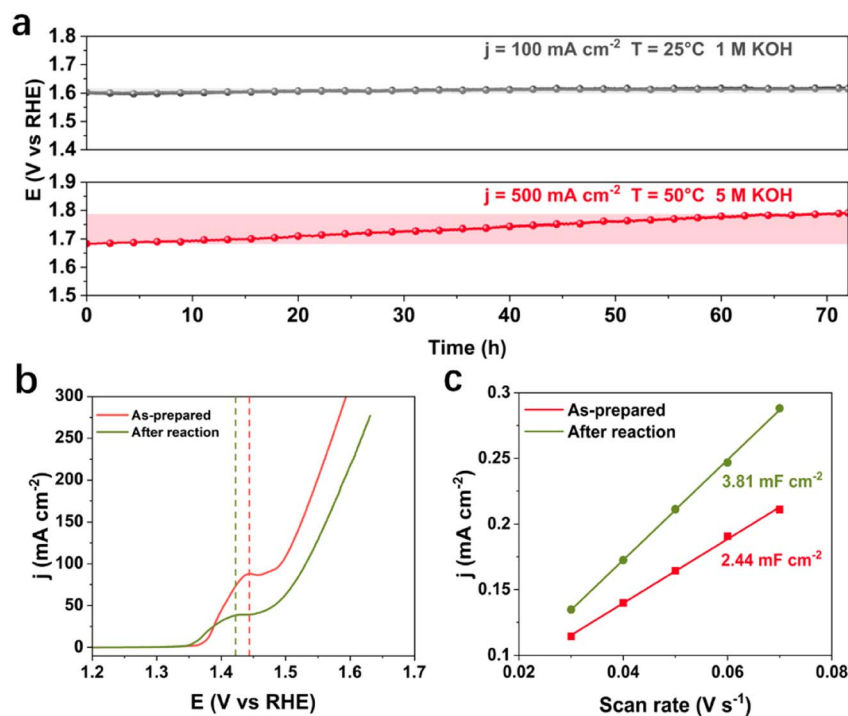 a
j = 100 mA cm⁻² T = 25°C 1 M KOH
1.8
1.7
1.6
1.5
1.4
j = 500 mA cm⁻² T = 50°C 5 M KOH
1.9
1.8
1.7
1.6
1.5
E (V vs RHE)
0 10 20 30 40 50 60 70
Time (h)
b
As-prepared
After reaction
300
250
200
150
100
50
0
j (mA cm⁻²)
1.2 1.3 1.4 1.5 1.6 1.7
E (V vs RHE)
c
As-prepared
After reaction
3.81 mF cm⁻²
2.44 mF cm⁻²
0.3
0.25
0.2
0.15
0.1
j (mA cm⁻²)
0.02 0.04 0.06 0.08
Scan rate (V s⁻¹)